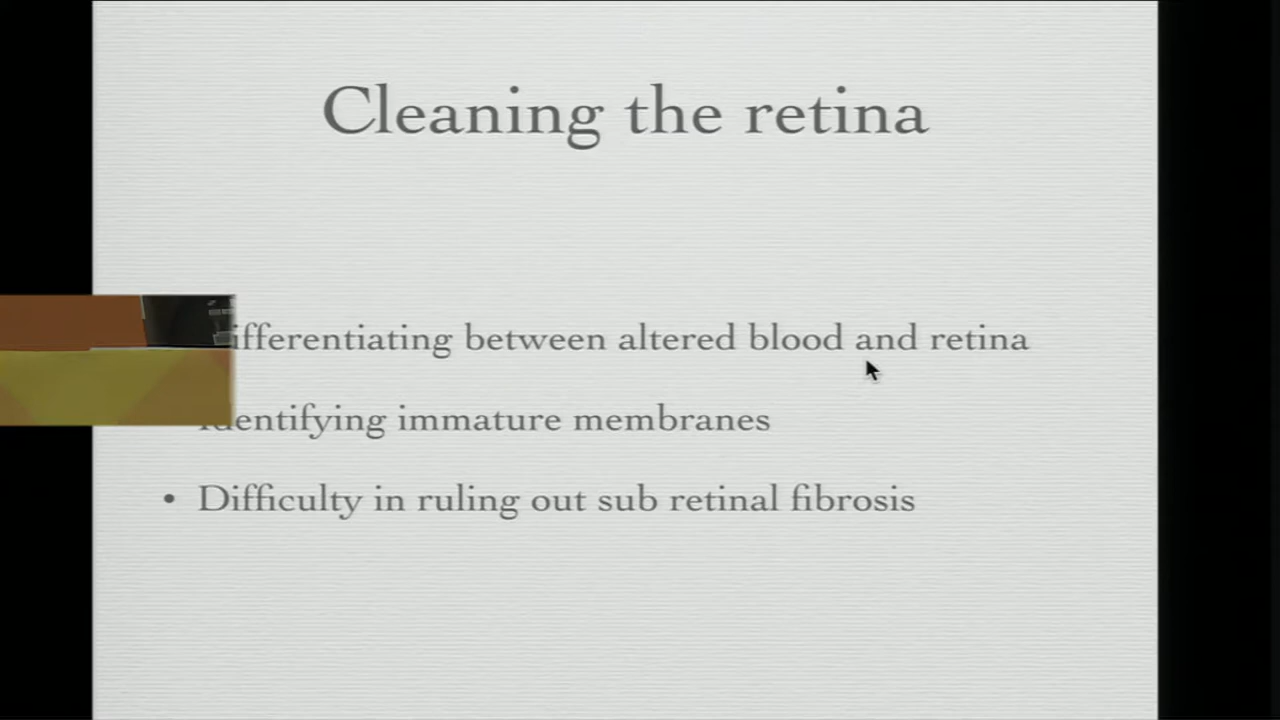 Cleaning the retina
ifferentiating between altered blood and retina
dentifying immature membranes
• Difficulty in ruling out sub retinal fibrosis